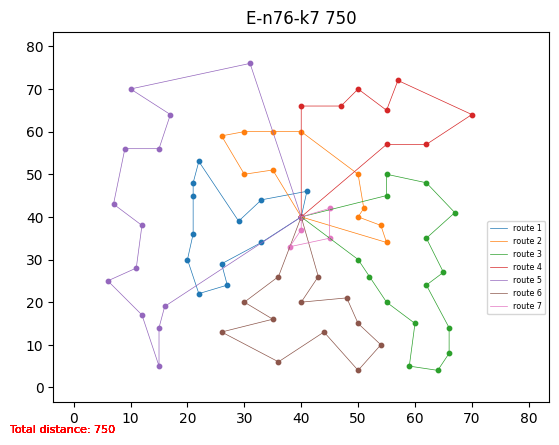 E-n76-k7 750
80
70
60
50
40
30
20
10
0
route 1
route 2
route 3
route 4
route 5
route 6
route 7
0 10 20 30 40 50 60 70 80
Total distance: 750